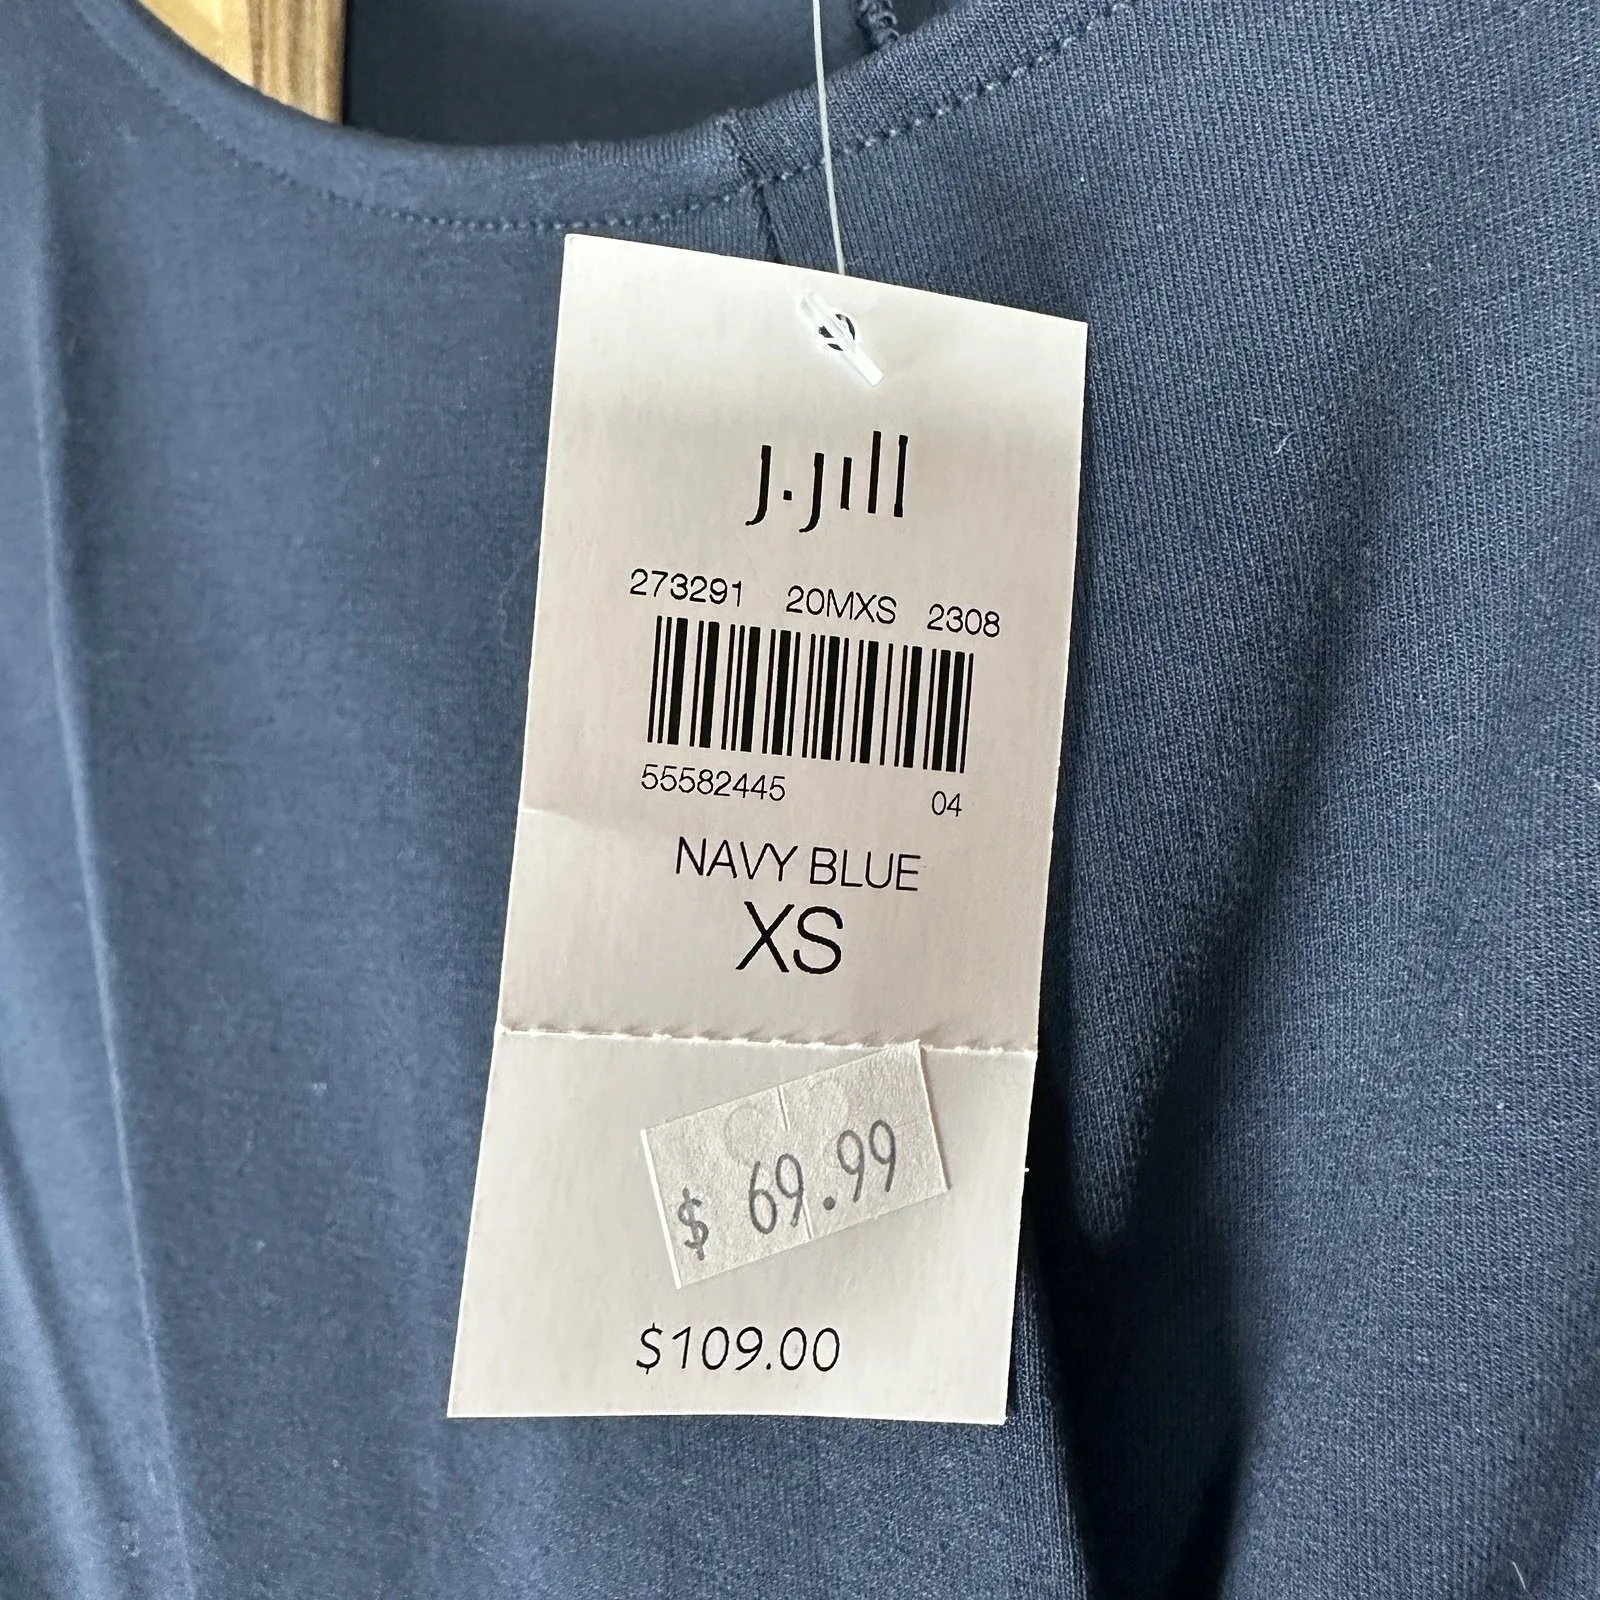 J.Jill
273291 20MXS 2308
55582445 04
NAVY BLUE
XS
$ 69.99
$109.00